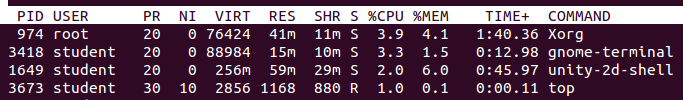 PID USER PR NI VIRT RES SHR S %CPU %MEM TIME+ COMMAND
974 root 20 0 76424 41m 11m S 3.9 4.1 1:40.36 Xorg
3418 student 20 0 88984 15m 10m S 3.3 1.5 0:12.98 gnome-terminal
1649 student 20 0 256m 59m 29m S 2.0 6.0 0:45.97 unity-2d-shell
3673 student 30 10 2856 1168 880 R 1.0 0.1 0:00.11 top